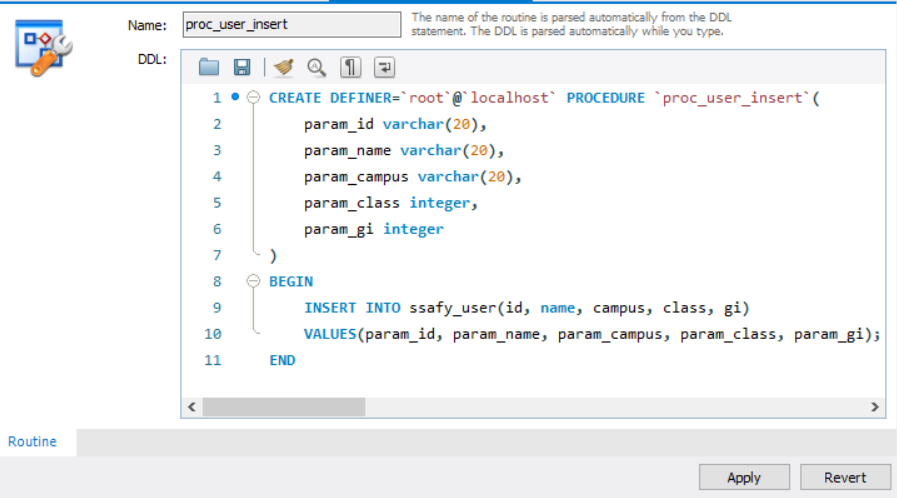 Name:
proc_user_insert
The name of the routine is parsed automatically from the DDL
statement. The DDL is parsed automatically while you type.
DDL:
1 CREATE DEFINER=`root`@`localhost` PROCEDURE `proc_user_insert`(
2 param_id varchar(20),
3 param_name varchar(20),
4 param_campus varchar(20),
5 param_class integer,
6 param_gi integer
7 )
8 BEGIN
9 INSERT INTO ssafy_user(id, name, campus, class, gi)
10 VALUES(param_id, param_name, param_campus, param_class, param_gi);
11 END
Routine
Apply
Revert